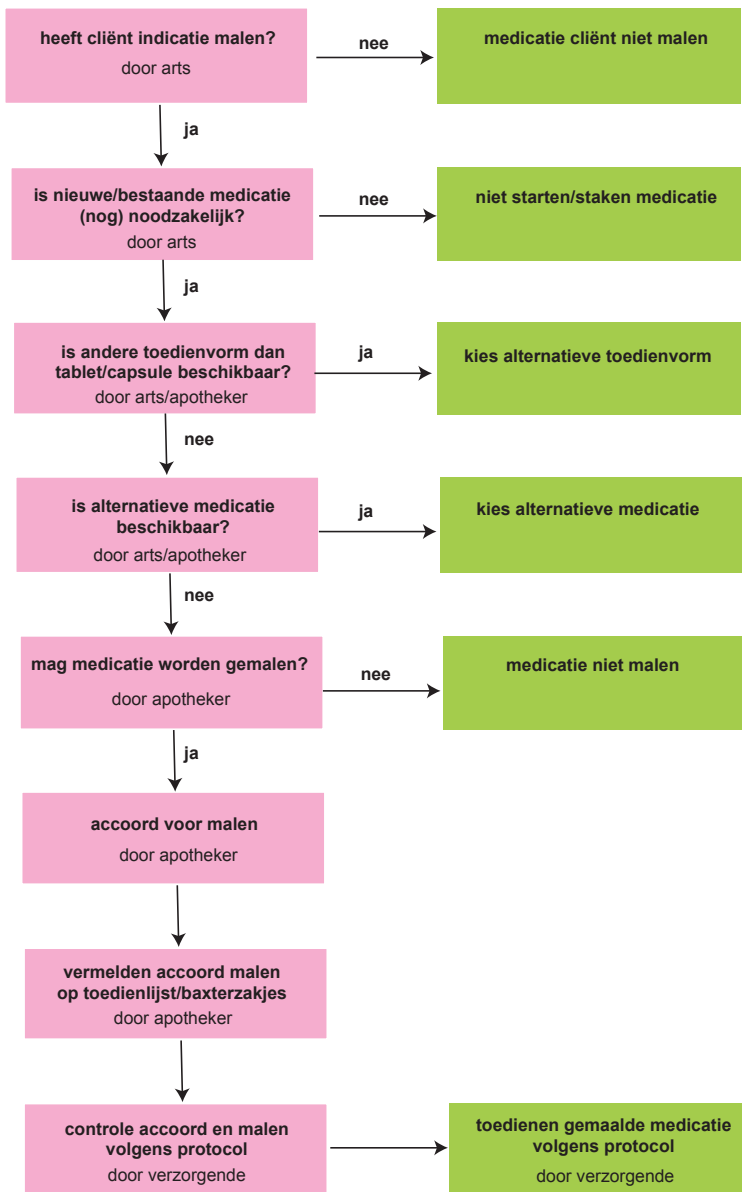 heeft cliënt indicatie malen?
door arts
nee
medicatie cliënt niet malen
ja
is nieuwe/bestaande medicatie
(nog) noodzakelijk?
door arts
nee
niet starten/staken medicatie
ja
is andere toedienvorm dan
tablet/capsule beschikbaar?
door arts/apotheker
ja
kies alternatieve toedienvorm
nee
is alternatieve medicatie
beschikbaar?
door arts/apotheker
ja
kies alternatieve medicatie
nee
mag medicatie worden gemalen?
door apotheker
nee
medicatie niet malen
ja
accoord voor malen
door apotheker
vermelden accoord malen
op toedienlijst/baxterzakjes
door apotheker
controle accoord en malen
volgens protocol
door verzorgende
toedienen gemaalde medicatie
volgens protocol
door verzorgende